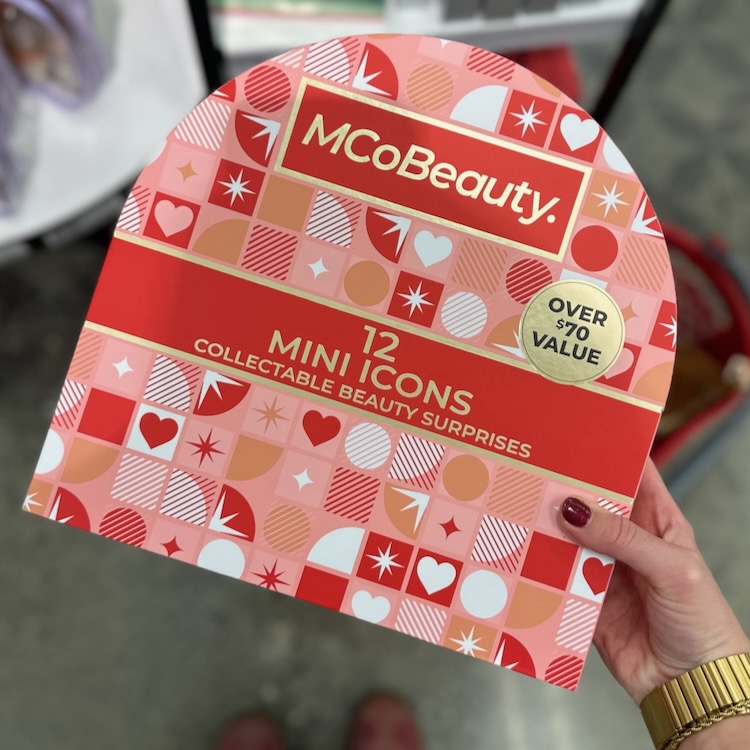 MCoBeauty.
OVER
$70
VALUE
12
MINI ICONS
COLLECTABLE BEAUTY SURPRISES